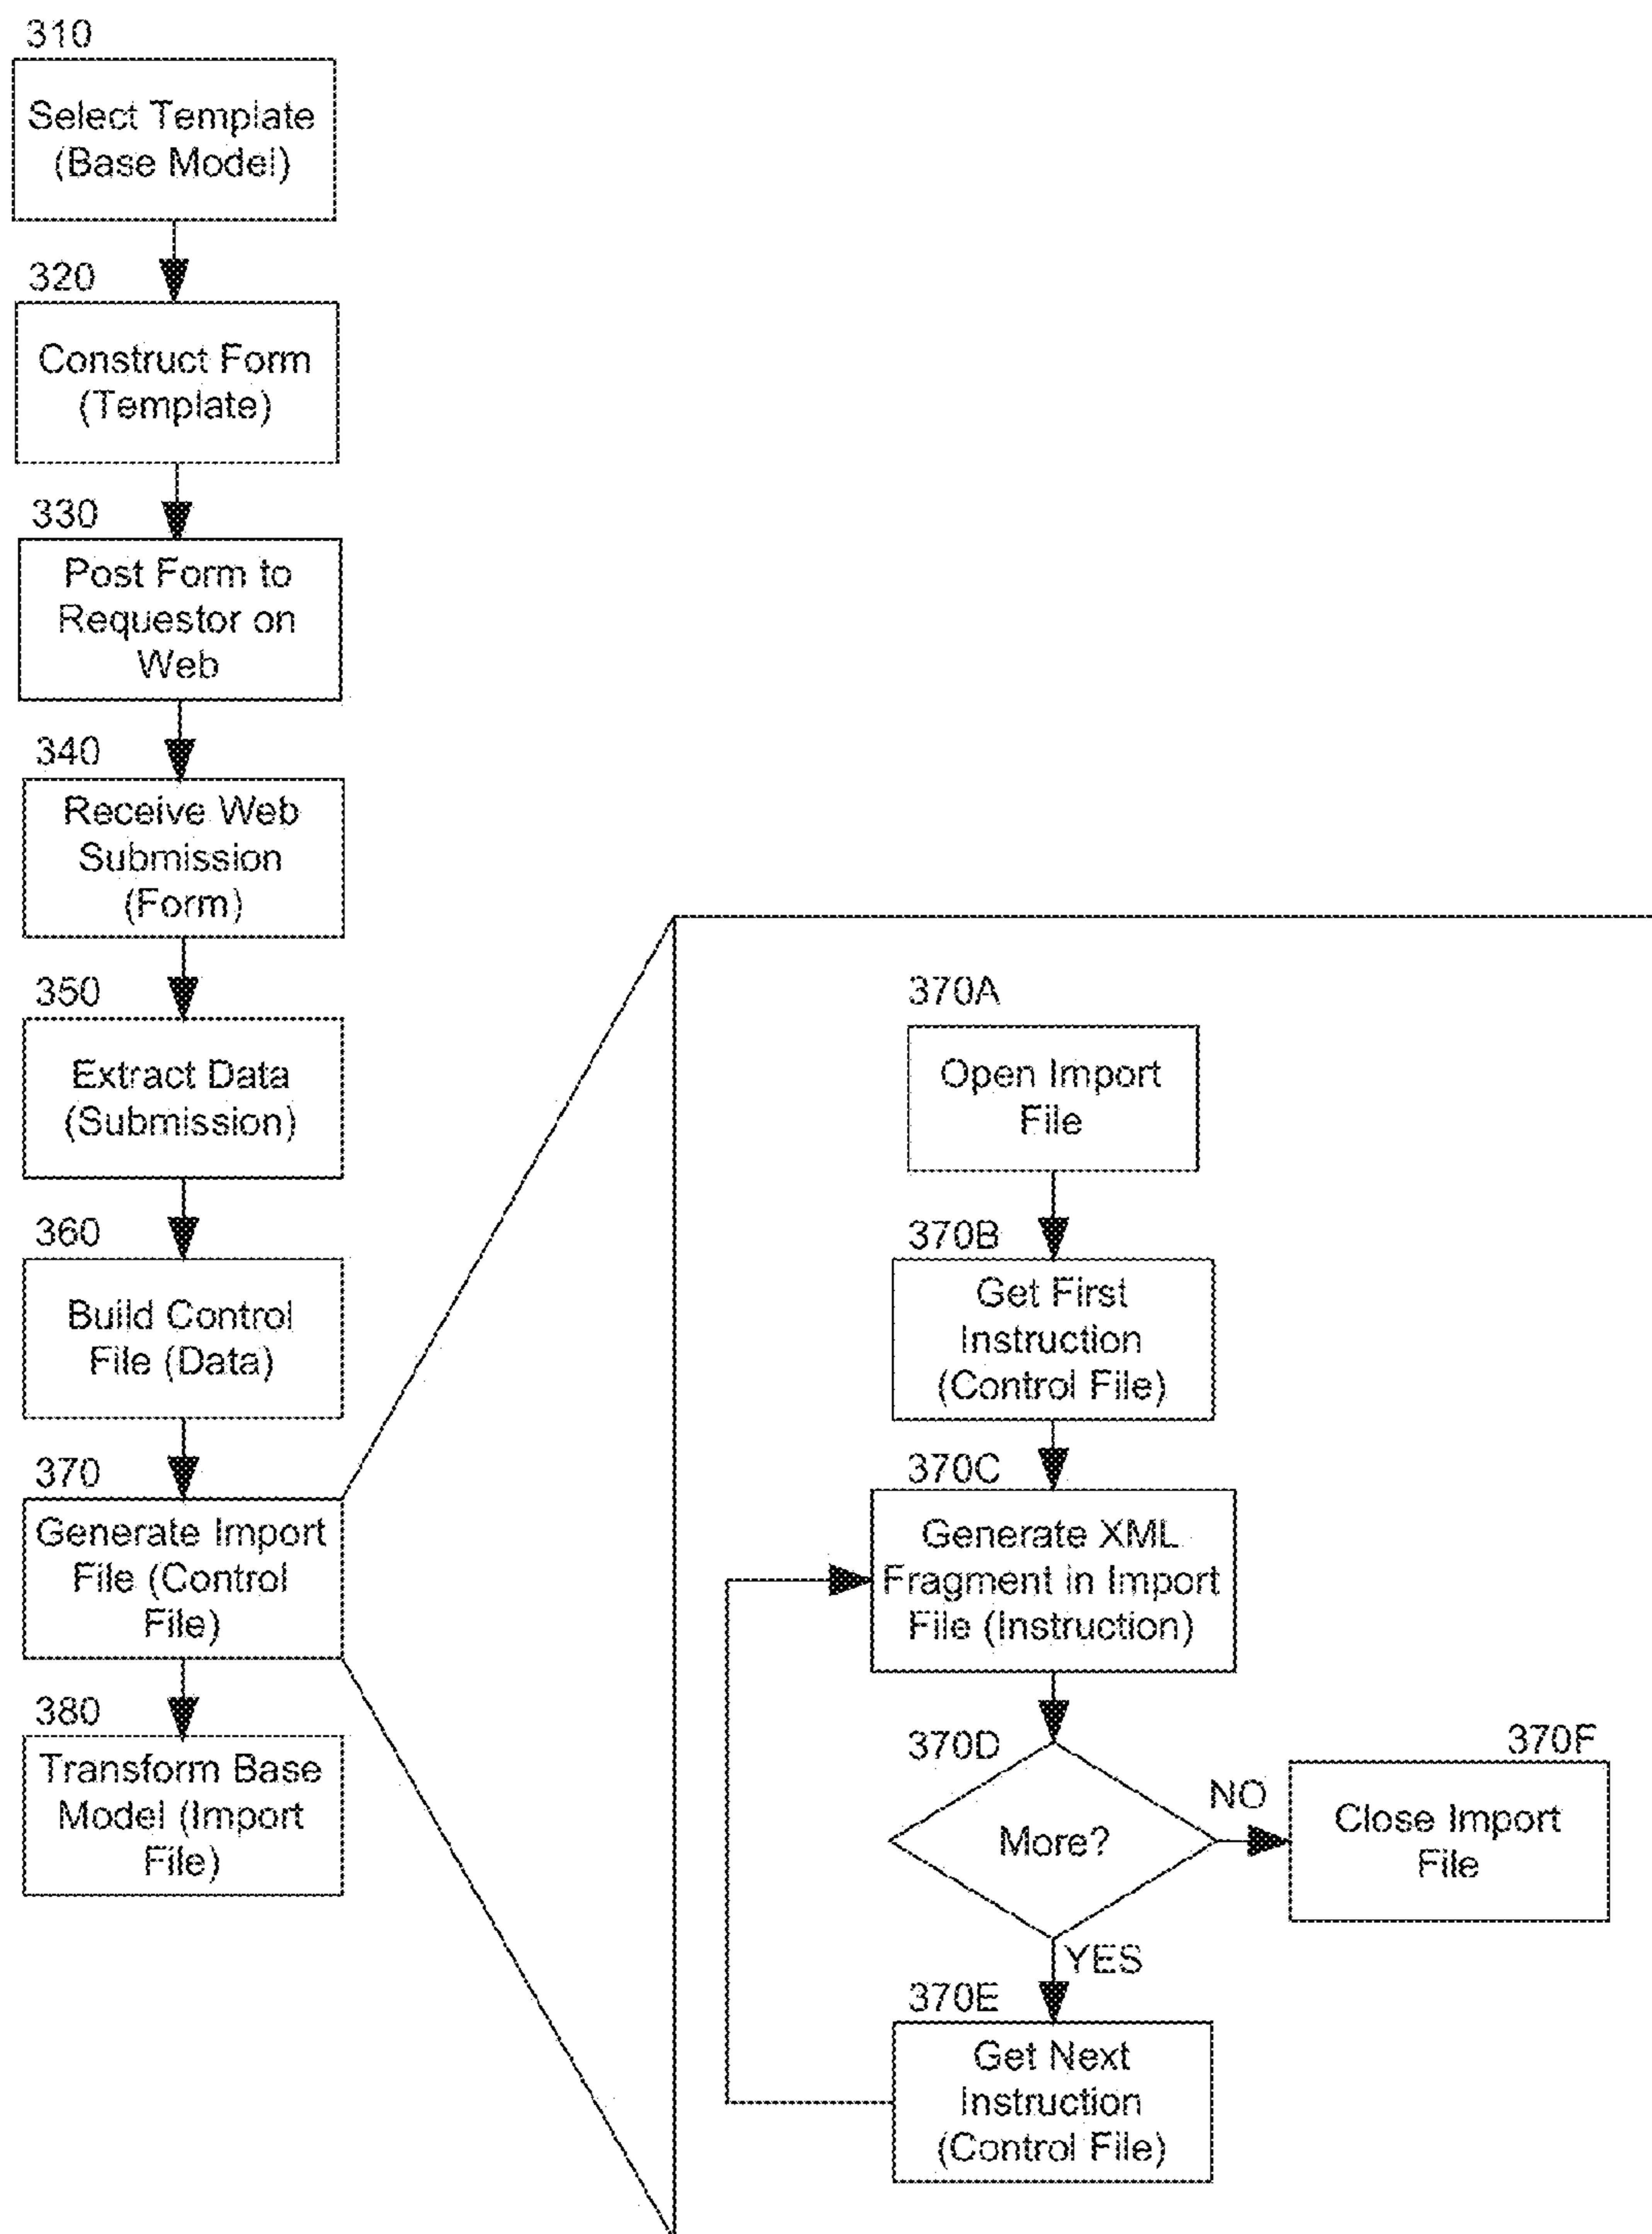 310
Select Template
(Base Model)
320
Construct Form
(Template)
330
Post Form to
Requestor on
Web
340
Receive Web
Submission
(Form)
350
Extract Data
(Submission)
360
Build Control
File (Data)
370
Generate Import
File (Control
File)
380
Transform Base
Model (Import
File)
370A
Open Import
File
370B
Get First
Instruction
(Control File)
370C
Generate XML
Fragment in Import
File (Instruction)
370D
More?
NO
370F
Close Import
File
YES
370E
Get Next
Instruction
(Control File)